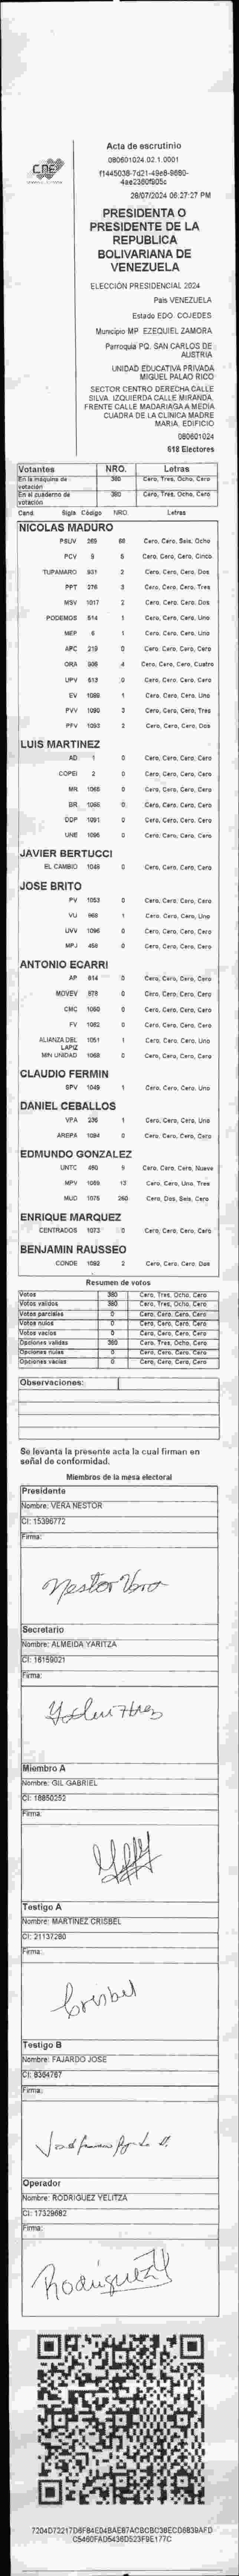 CNE
Acta de escrutinio
080601024.02.1.0001
28/07/2024 06:27:27 PM
PRESIDENTA O
PRESIDENTE DE LA
REPUBLICA
BOLIVARIANA DE
VENEZUELA
ELECCIÓN PRESIDENCIAL 2024
País VENEZUELA
Estado EDO. COJEDES
Municipio MP. EZEQUIEL ZAMORA
Parroquia PQ. SAN CARLOS DE
AUSTRIA
UNIDAD EDUCATIVA PRIVADA
MIGUEL PALAO RICO
SECTOR CENTRO DERECHA CALLE
SILVA. IZQUIERDA CALLE MIRANDA.
FRENTE CALLE MADARIAGA A MEDIA
CUADRA DE LA CLINICA MADRE
MARIA. EDIFICIO
080601024
618 Electores
Votantes NRO. Letras
En la máquina de votación 380 Cero, Tres, Ocho, Cero
En el cuaderno de votación 380 Cero, Tres, Ocho, Cero
Cand. Sigla Código NRO. Letras
NICOLAS MADURO
PSUV 269 68 Cero, Cero, Seis, Ocho
PCV 9 5 Cero, Cero, Cero, Cinco
TUPAMARO 931 2 Cero, Cero, Cero, Dos
PPT 276 3 Cero, Cero, Cero, Tres
MSV 1017 2 Cero, Cero, Cero, Dos
PODEMOS 514 1 Cero, Cero, Cero, Uno
MEP 6 1 Cero, Cero, Cero, Uno
APC 219 0 Cero, Cero, Cero, Cero
ORA 936 4 Cero, Cero, Cero, Cuatro
UPV 513 0 Cero, Cero, Cero, Cero
EV 1089 1 Cero, Cero, Cero, Uno
PVV 1090 3 Cero, Cero, Cero, Tres
PFV 1093 2 Cero, Cero, Cero, Dos
LUIS MARTINEZ
AD 1 0 Cero, Cero, Cero, Cero
COPEI 2 0 Cero, Cero, Cero, Cero
MR 1068 0 Cero, Cero, Cero, Cero
BR 1066 0 Cero, Cero, Cero, Cero
DDP 1091 0 Cero, Cero, Cero, Cero
UNE 1096 0 Cero, Cero, Cero, Cero
JAVIER BERTUCCI
EL CAMBIO 1048 0 Cero, Cero, Cero, Cero
JOSE BRITO
PV 1053 0 Cero, Cero, Cero, Cero
VU 968 1 Cero, Cero, Cero, Uno
UVV 1096 0 Cero, Cero, Cero, Cero
MPJ 458 0 Cero, Cero, Cero, Cero
ANTONIO ECARRI
AP 814 0 Cero, Cero, Cero, Cero
MOVEV 978 0 Cero, Cero, Cero, Cero
CMC 1050 0 Cero, Cero, Cero, Cero
FV 1082 0 Cero, Cero, Cero, Cero
ALIANZA DEL LAPIZ 1051 1 Cero, Cero, Cero, Uno
MIN UNIDAD 1068 0 Cero, Cero, Cero, Cero
CLAUDIO FERMIN
SPV 1049 1 Cero, Cero, Cero, Uno
DANIEL CEBALLOS
VPA 236 1 Cero, Cero, Cero, Uno
AREPA 1094 0 Cero, Cero, Cero, Cero
EDMUNDO GONZALEZ
UNTC 480 9 Cero, Cero, Cero, Nueve
MPV 1069 13 Cero, Cero, Uno, Tres
MUD 1075 260 Cero, Dos, Seis, Cero
ENRIQUE MARQUEZ
CENTRADOS 1073 0 Cero, Cero, Cero, Cero
BENJAMIN RAUSSEO
CONDE 1092 2 Cero, Cero, Cero, Dos
Resumen de votos
Votos 380 Cero, Tres, Ocho, Cero
Votos válidos 380 Cero, Tres, Ocho, Cero
Votos parciales 0 Cero, Cero, Cero, Cero
Votos nulos 0 Cero, Cero, Cero, Cero
Votos vacíos 0 Cero, Cero, Cero, Cero
Opciones válidas 380 Cero, Tres, Ocho, Cero
Opciones nulas 0 Cero, Cero, Cero, Cero
Opciones vacías 0 Cero, Cero, Cero, Cero
Observaciones:
Se levanta la presente acta la cual firman en
señal de conformidad.
Miembros de la mesa electoral
Presidente
Nombre: VERA NESTOR
CI: 15396772
Firma:
Nestor Vera
Secretario
Nombre: ALMEIDA YARITZA
CI: 16159021
Firma:
Miembro A
Nombre: GIL GABRIEL
CI: 18850252
Firma:
Testigo A
Nombre: MARTINEZ CRISBEL
CI: 21137280
Firma:
Crisbel
Testigo B
Nombre: FAJARDO JOSE
CI: 8364767
Firma:
Operador
Nombre: RODRIGUEZ YELITZA
CI: 17329682
Firma:
Rodriguez Y